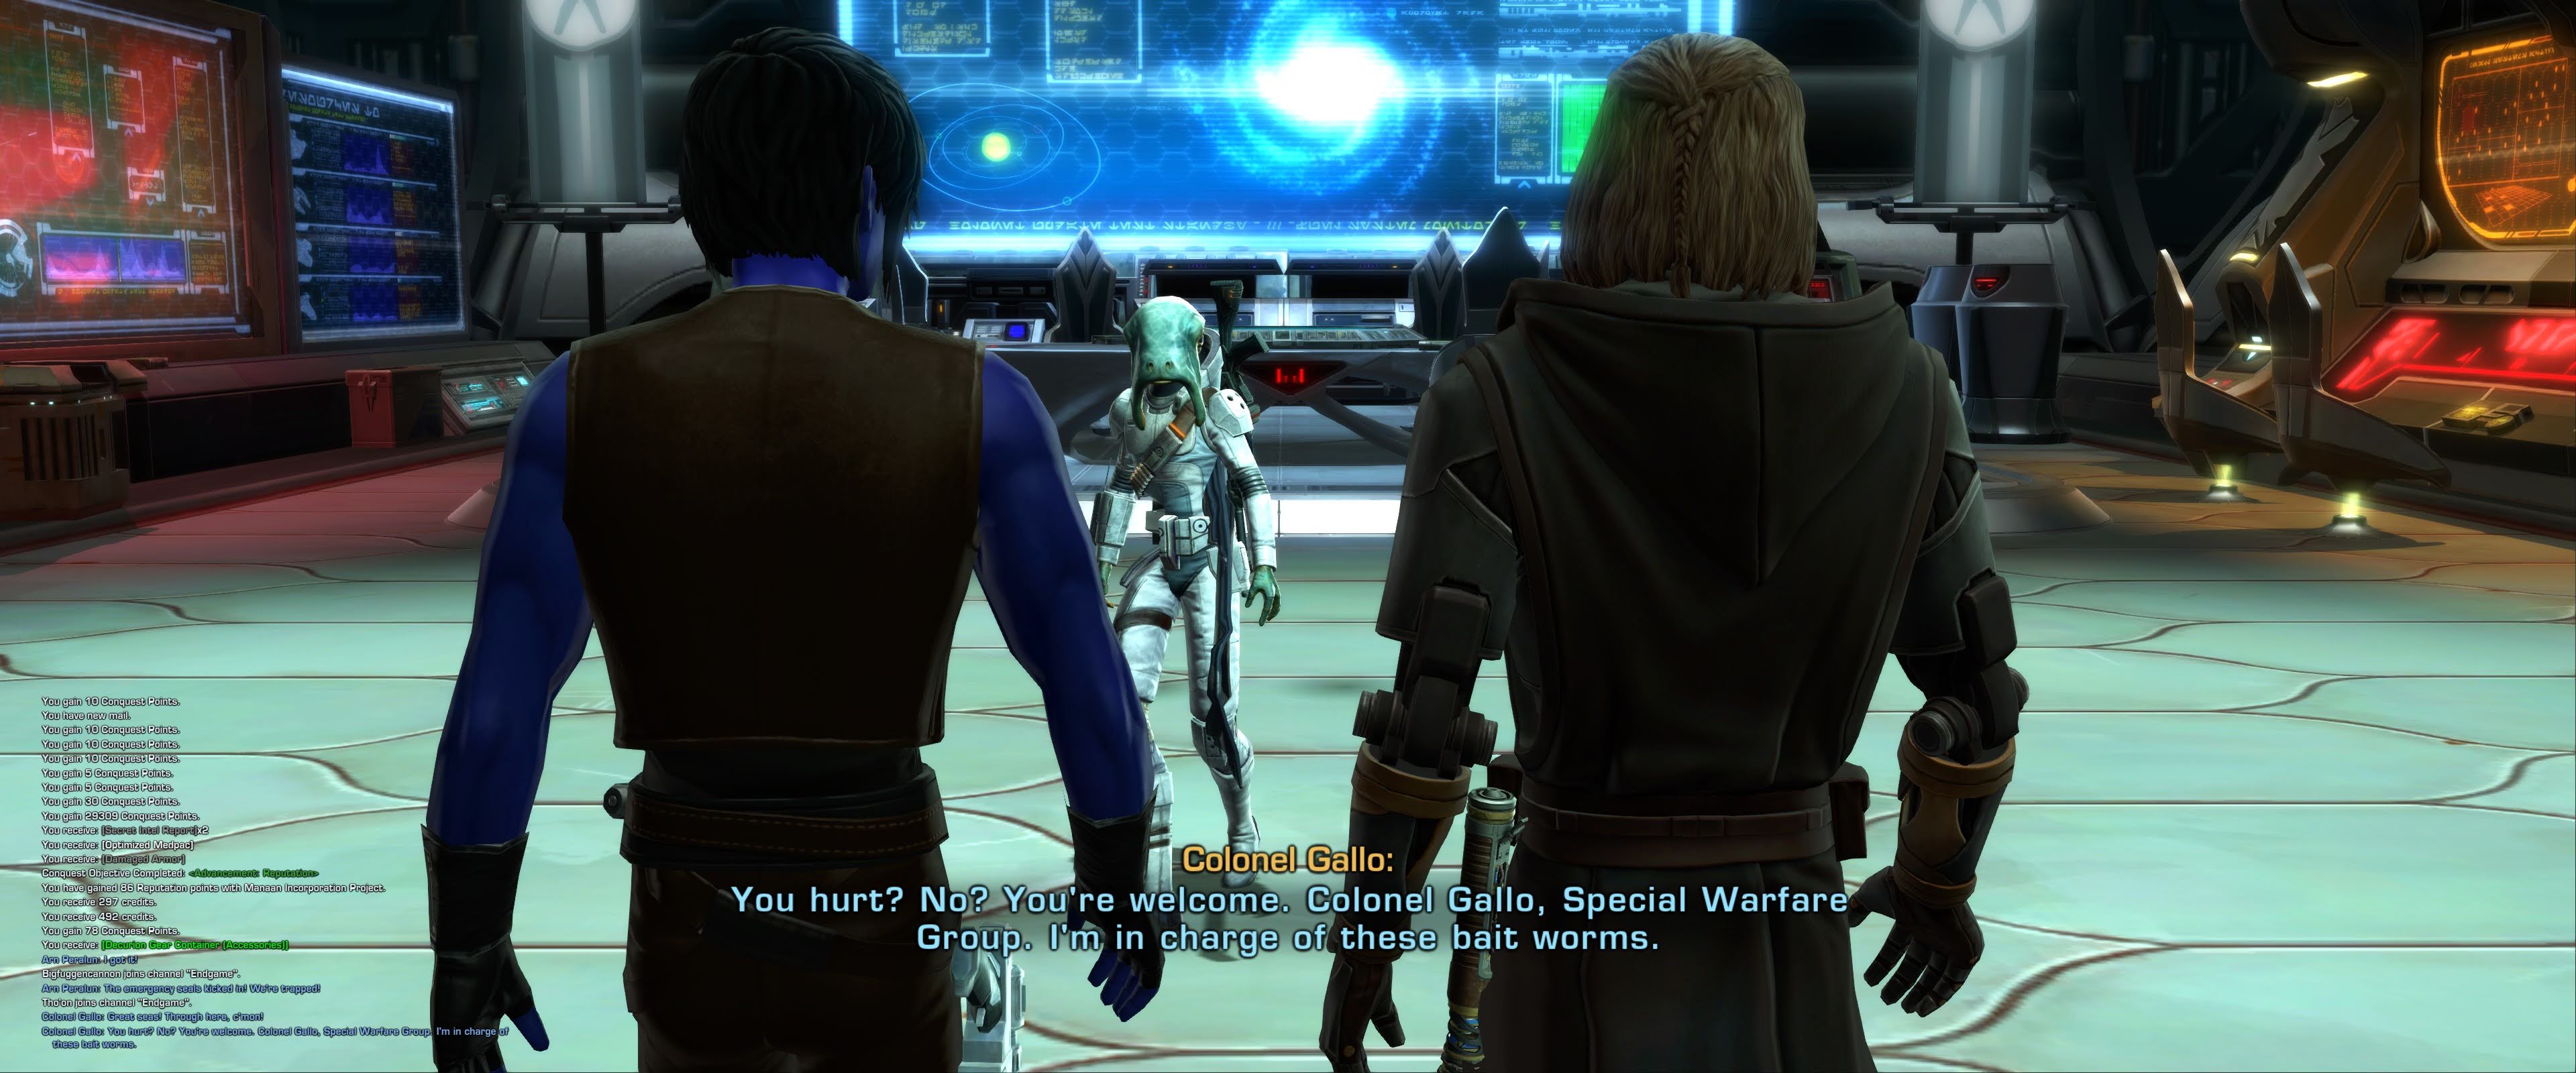 Colonel Gallo:
You hurt? No? You're welcome. Colonel Gallo, Special Warfare
Group. I'm in charge of these bait worms.
You gain 10 Conquest Points.
You have new mail.
You gain 10 Conquest Points.
You gain 10 Conquest Points.
You gain 10 Conquest Points.
You gain 5 Conquest Points.
You gain 5 Conquest Points.
You gain 30 Conquest Points.
You gain 29309 Conquest Points.
You receive: [Secret Intel Report]x2
You receive: [Optimized Medpac]
You receive: [Damaged Armor]
Conquest Objective Completed: <Advancement: Reputation>
You have gained 86 Reputation points with Manaan Incorporation Project.
You receive 297 credits.
You receive 492 credits.
You gain 78 Conquest Points.
You receive: [Decurion Gear Container (Accessories)]
Arn Peralun: I got it!
Bigfuggencannon joins channel "Endgame".
Arn Peralun: The emergency seals kicked in! We're trapped!
Tho'on joins channel "Endgame".
Colonel Gallo: Great seas! Through here, c'mon!
Colonel Gallo: You hurt? No? You're welcome. Colonel Gallo, Special Warfare Group. I'm in charge of
these bait worms.